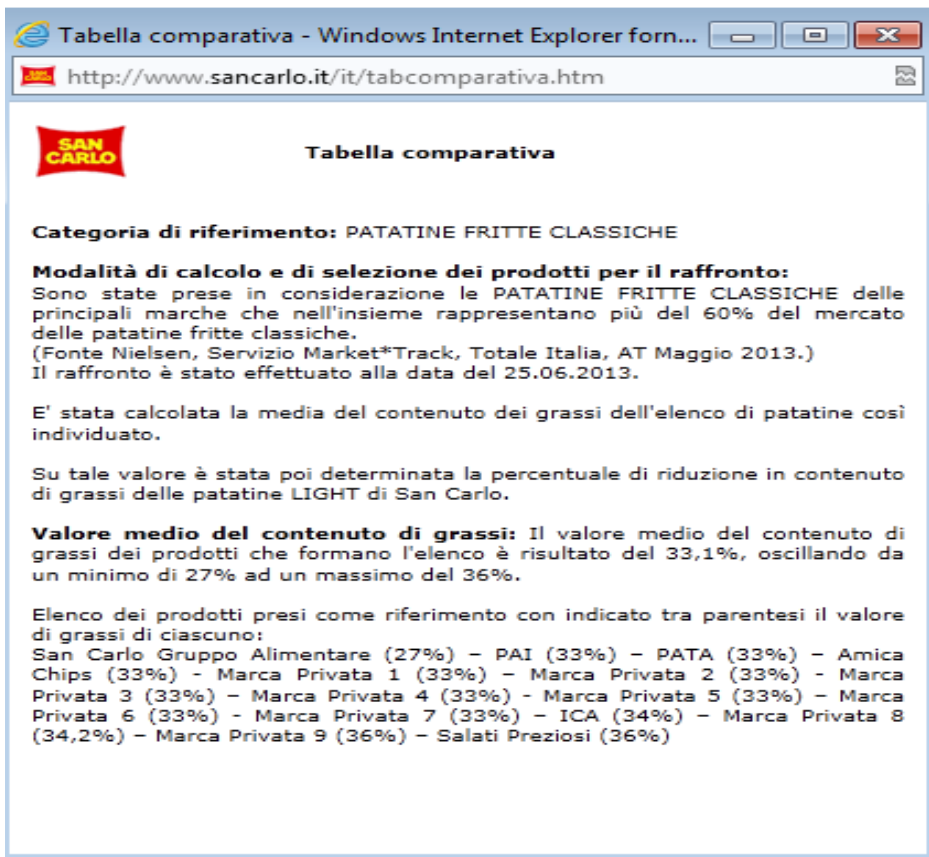 Tabella comparativa - Windows Internet Explorer forn...
http://www.sancarlo.it/it/tabcomparativa.htm
SAN
CARLO
Tabella comparativa
Categoria di riferimento: PATATINE FRITTE CLASSICHE
Modalità di calcolo e di selezione dei prodotti per il raffronto:
Sono state prese in considerazione le PATATINE FRITTE CLASSICHE delle
principali marche che nell'insieme rappresentano più del 60% del mercato
delle patatine fritte classiche.
(Fonte Nielsen, Servizio Market*Track, Totale Italia, AT Maggio 2013.)
Il raffronto è stato effettuato alla data del 25.06.2013.
E' stata calcolata la media del contenuto dei grassi dell'elenco di patatine così
individuato.
Su tale valore è stata poi determinata la percentuale di riduzione in contenuto
di grassi delle patatine LIGHT di San Carlo.
Valore medio del contenuto di grassi: Il valore medio del contenuto di
grassi dei prodotti che formano l'elenco è risultato del 33,1%, oscillando da
un minimo di 27% ad un massimo del 36%.
Elenco dei prodotti presi come riferimento con indicato tra parentesi il valore
di grassi di ciascuno:
San Carlo Gruppo Alimentare (27%) – PAI (33%) – PATA (33%) – Amica
Chips (33%) - Marca Privata 1 (33%) – Marca Privata 2 (33%) - Marca
Privata 3 (33%) – Marca Privata 4 (33%) - Marca Privata 5 (33%) – Marca
Privata 6 (33%) - Marca Privata 7 (33%) – ICA (34%) – Marca Privata 8
(34,2%) – Marca Privata 9 (36%) – Salati Preziosi (36%)